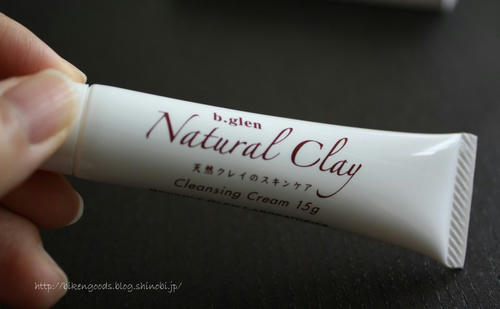 b.glen
Natural Clay
天然クレイのスキンケア
Cleansing Cream 15g
http://bikengoods.blog.shinobi.jp/